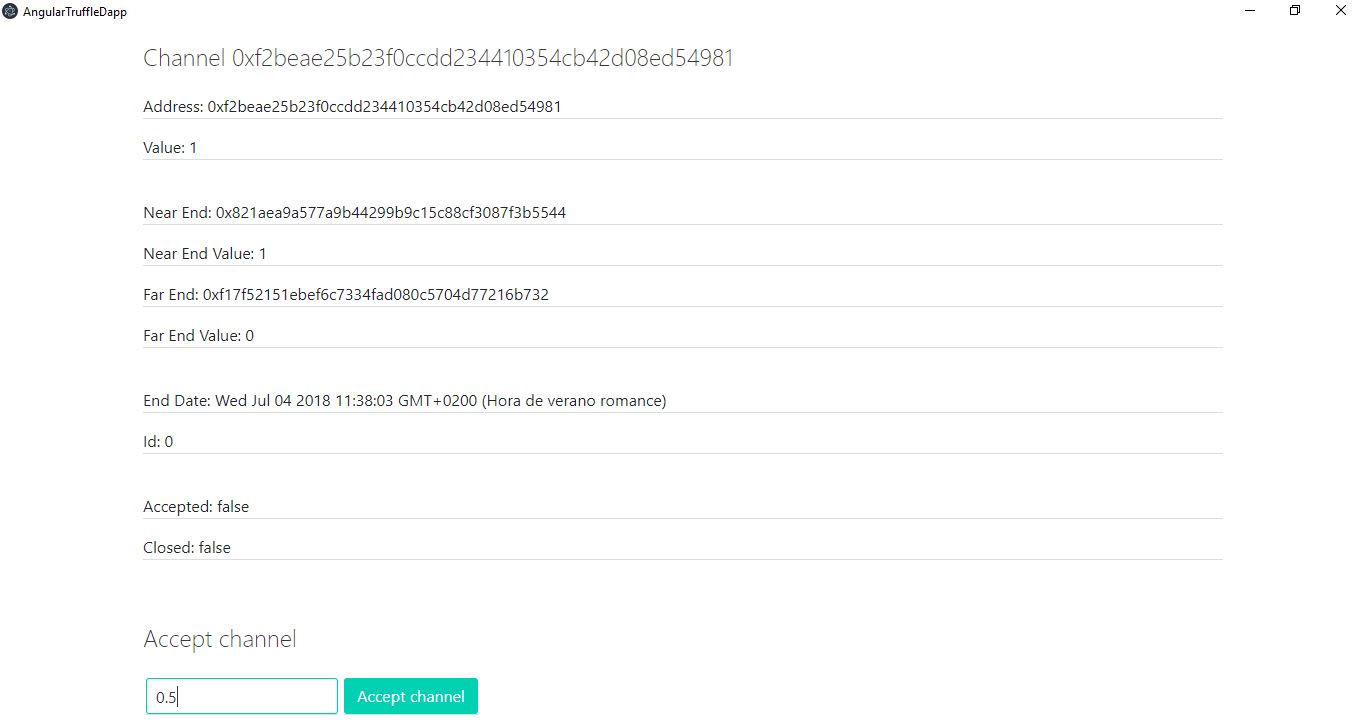 AngularTruffleDapp
Channel 0xf2beae25b23f0ccdd234410354cb42d08ed54981
Address: 0xf2beae25b23f0ccdd234410354cb42d08ed54981
Value: 1
Near End: 0x821aea9a577a9b44299b9c15c88cf3087f3b5544
Near End Value: 1
Far End: 0xf17f52151ebef6c7334fad080c5704d77216b732
Far End Value: 0
End Date: Wed Jul 04 2018 11:38:03 GMT+0200 (Hora de verano romance)
Id: 0
Accepted: false
Closed: false
Accept channel
0.5 Accept channel